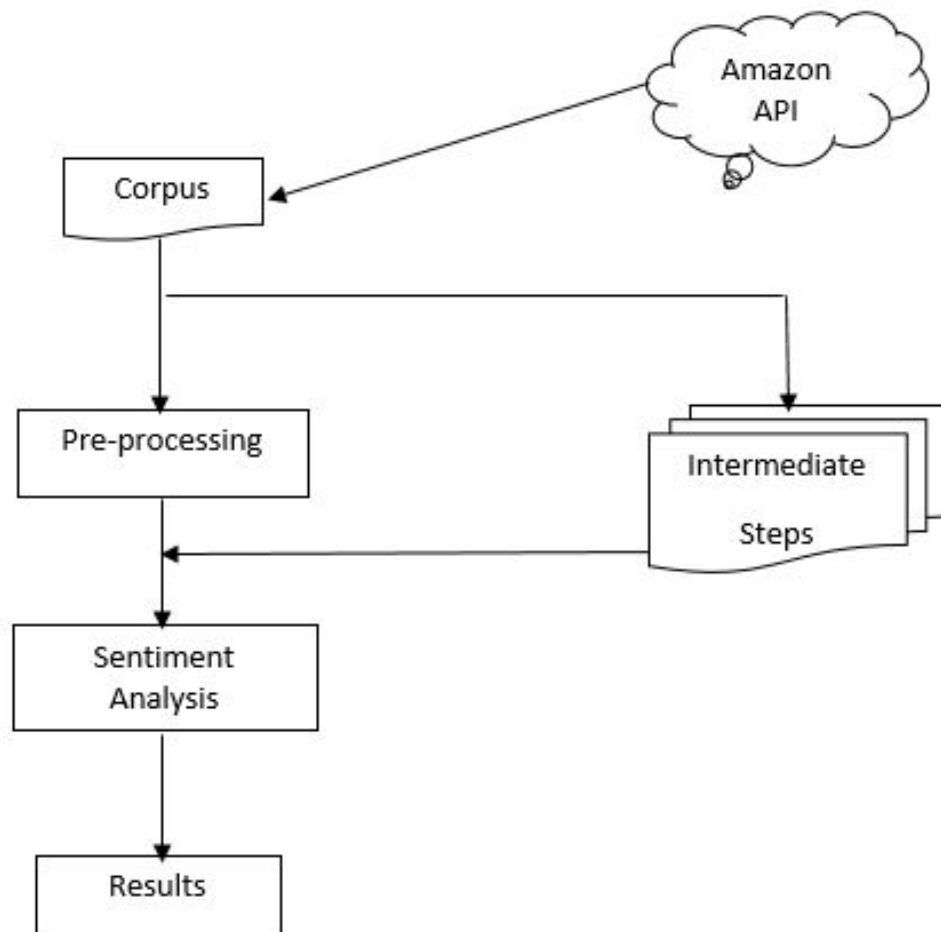 Amazon
API
Corpus
Pre-processing
Intermediate
Steps
Sentiment
Analysis
Results